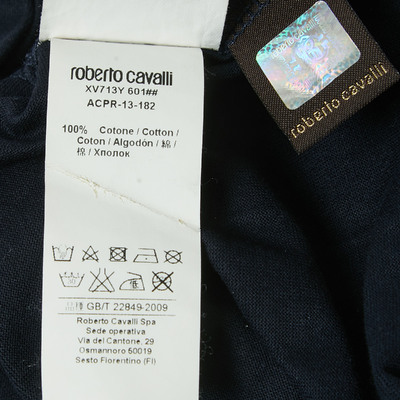 roberto cavalli
XV713Y 601##
ACPR-13-182
100% Cotone / Cotton /
Coton / Algodón / 綿 /
棉 / Хлопок
品種 GB/T 22849-2009
Roberto Cavalli Spa
Sede operativa
Via del Cantone, 29
Osmannoro 50019
Sesto Fiorentino (FI)
roberto cavalli